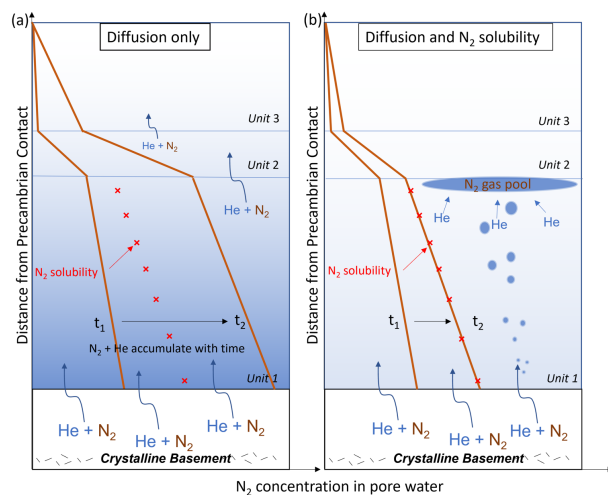 (a)
Diffusion only
Distance from Precambrian Contact
Unit 3
He + N₂
Unit 2
He + N₂
N₂ solubility
t₁
t₂
N₂ + He accumulate with time
Unit 1
He + N₂
He + N₂
He + N₂
Crystalline Basement
(b)
Diffusion and N₂ solubility
Distance from Precambrian Contact
Unit 3
Unit 2
N₂ gas pool
He
He
He
N₂ solubility
t₁
t₂
Unit 1
He + N₂
He + N₂
He + N₂
Crystalline Basement
N₂ concentration in pore water